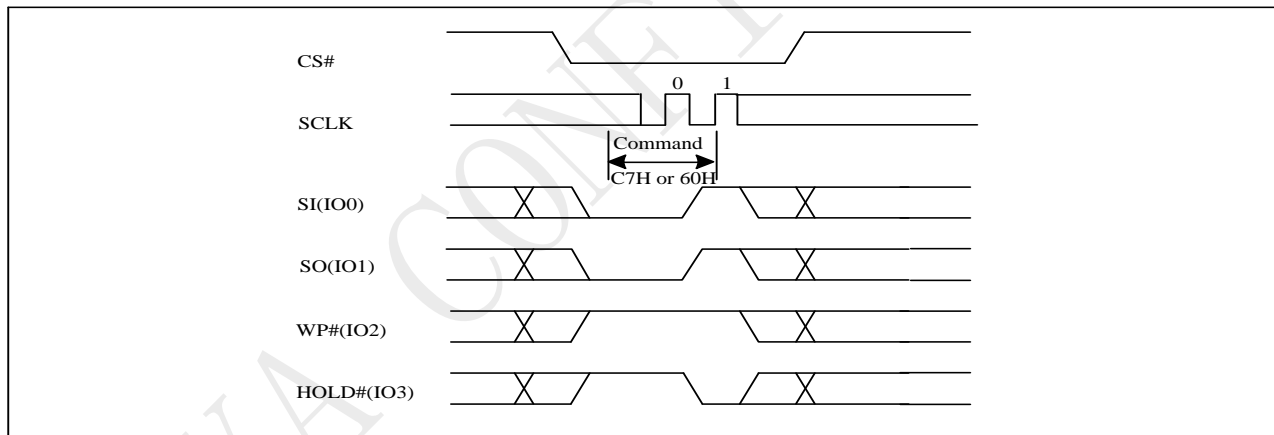 CS#
0 1
SCLK
Command
C7H or 60H
SI(IO0)
SO(IO1)
WP#(IO2)
HOLD#(IO3)